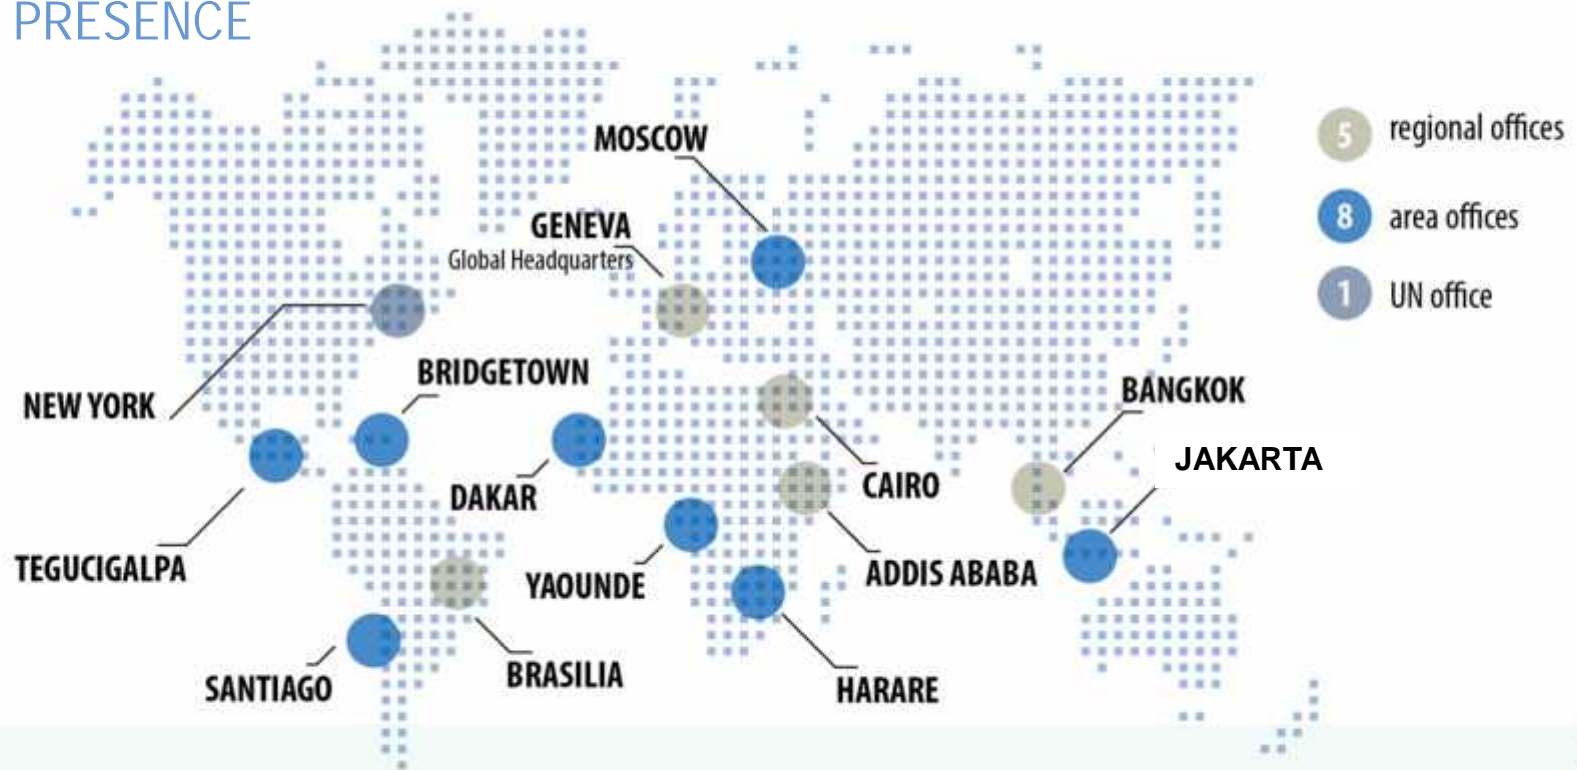 PRESENCE
MOSCOW
5 regional offices
GENEVA
Global Headquarters
8 area offices
1 UN office
BRIDGETOWN
NEW YORK
BANGKOK
JAKARTA
DAKAR
CAIRO
TEGUCIGALPA
YAOUNDE
ADDIS ABABA
SANTIAGO
BRASILIA
HARARE